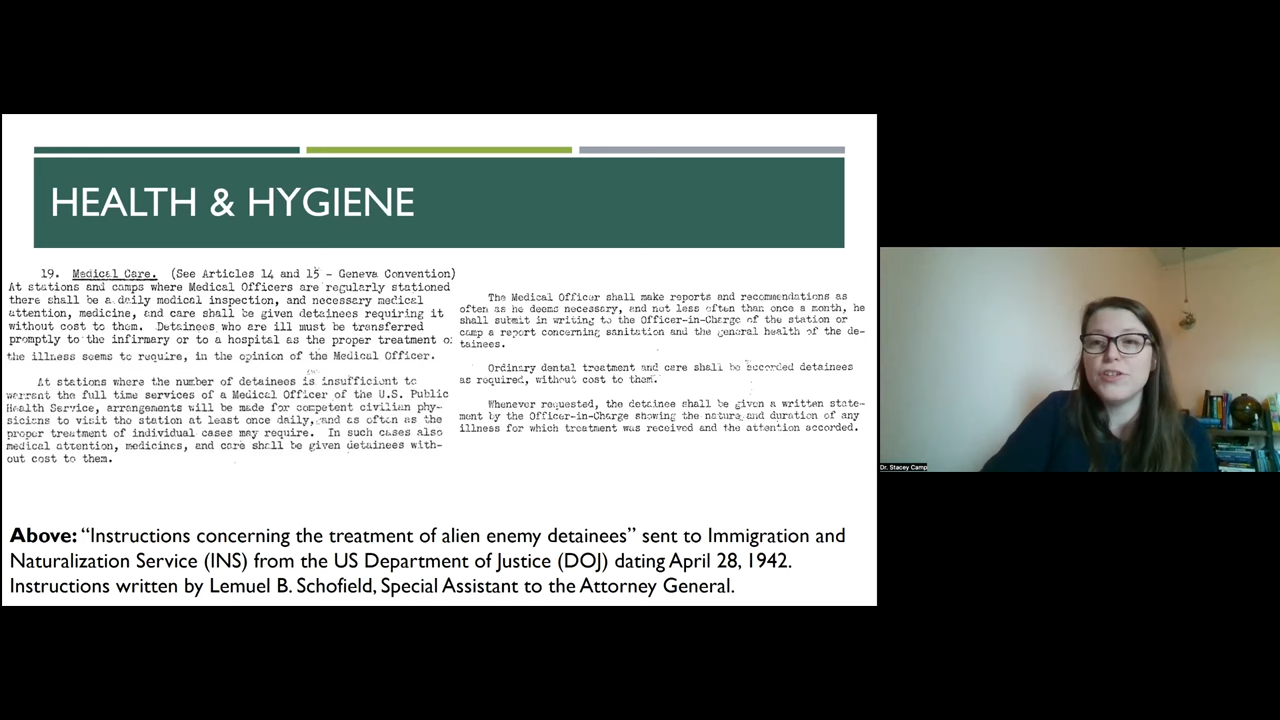 HEALTH & HYGIENE
19. Medical Care. (See Articles 14 and 15 - Geneva Convention)
At stations and camps where Medical Officers are regularly stationed
there shall be a daily medical inspection, and necessary medical
attention, medicine, and care shall be given detainees requiring it
without cost to them. Detainees who are ill must be transferred
promptly to the infirmary or to a hospital as the proper treatment of
the illness seems to require, in the opinion of the Medical Officer.
At stations where the number of detainees is insufficient to
warrant the full time services of a Medical Officer of the U.S. Public
Health Service, arrangements will be made for competent civilian phy-
sicians to visit the station at least once daily, and as often as the
proper treatment of individual cases may require. In such cases also
medical attention, medicines, and care shall be given detainees with-
out cost to them.
The Medical Officer shall make reports and recommendations as
often as he deems necessary, and not less often than once a month, he
shall submit in writing to the Officer-in-Charge of the station or
camp a report concerning sanitation and the general health of the de-
tainees.
Ordinary dental treatment and care shall be accorded detainees
as required, without cost to them.
Whenever requested, the detainee shall be given a written state-
ment by the Officer-in-Charge showing the nature and duration of any
illness for which treatment was received and the attention accorded.
Above: “Instructions concerning the treatment of alien enemy detainees” sent to Immigration and
Naturalization Service (INS) from the US Department of Justice (DOJ) dating April 28, 1942.
Instructions written by Lemuel B. Schofield, Special Assistant to the Attorney General.
Dr. Stacey Camp